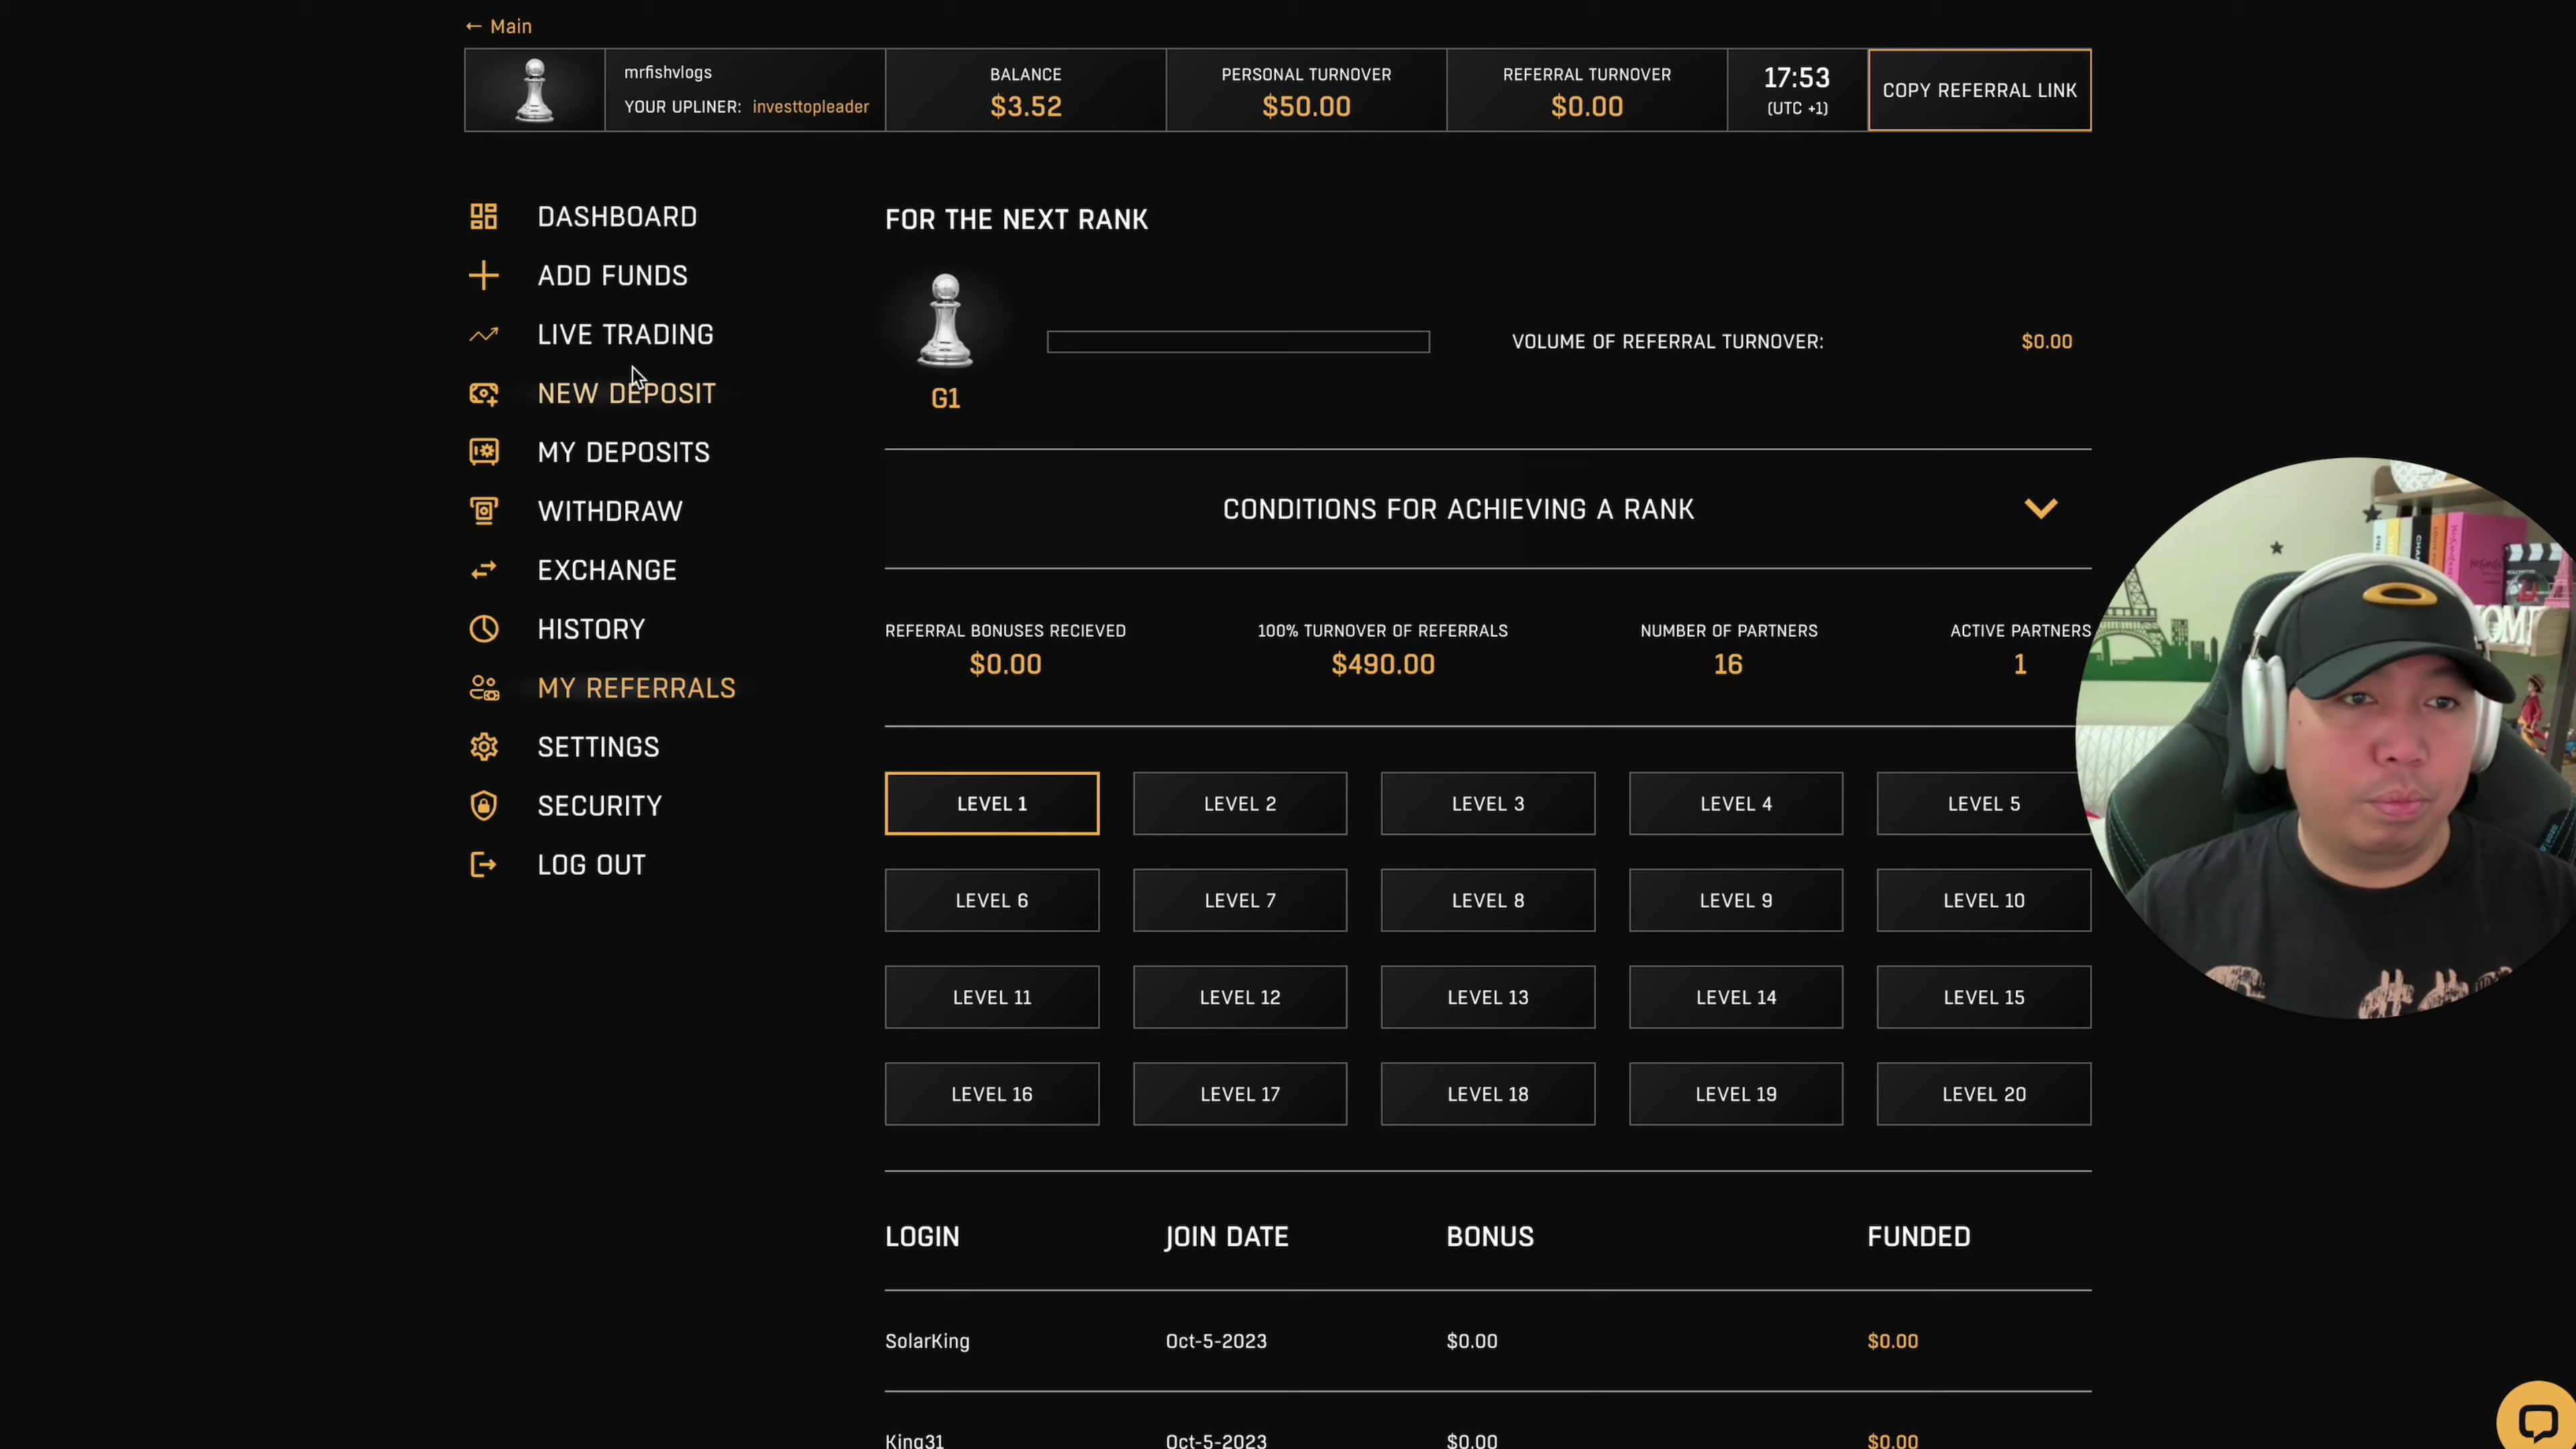 ← Main
mrfishvlogs
YOUR UPLINER: investtopleader
BALANCE
$3.52
PERSONAL TURNOVER
$50.00
REFERRAL TURNOVER
$0.00
17:53
(UTC +1)
COPY REFERRAL LINK
DASHBOARD
ADD FUNDS
LIVE TRADING
NEW DEPOSIT
MY DEPOSITS
WITHDRAW
EXCHANGE
HISTORY
MY REFERRALS
SETTINGS
SECURITY
LOG OUT
FOR THE NEXT RANK
G1
VOLUME OF REFERRAL TURNOVER: $0.00
CONDITIONS FOR ACHIEVING A RANK
REFERRAL BONUSES RECIEVED
$0.00
100% TURNOVER OF REFERRALS
$490.00
NUMBER OF PARTNERS
16
ACTIVE PARTNERS
1
LEVEL 1 LEVEL 2 LEVEL 3 LEVEL 4 LEVEL 5
LEVEL 6 LEVEL 7 LEVEL 8 LEVEL 9 LEVEL 10
LEVEL 11 LEVEL 12 LEVEL 13 LEVEL 14 LEVEL 15
LEVEL 16 LEVEL 17 LEVEL 18 LEVEL 19 LEVEL 20
LOGIN JOIN DATE BONUS FUNDED
SolarKing Oct-5-2023 $0.00 $0.00
King31 Oct-5-2023 $0.00 $0.00